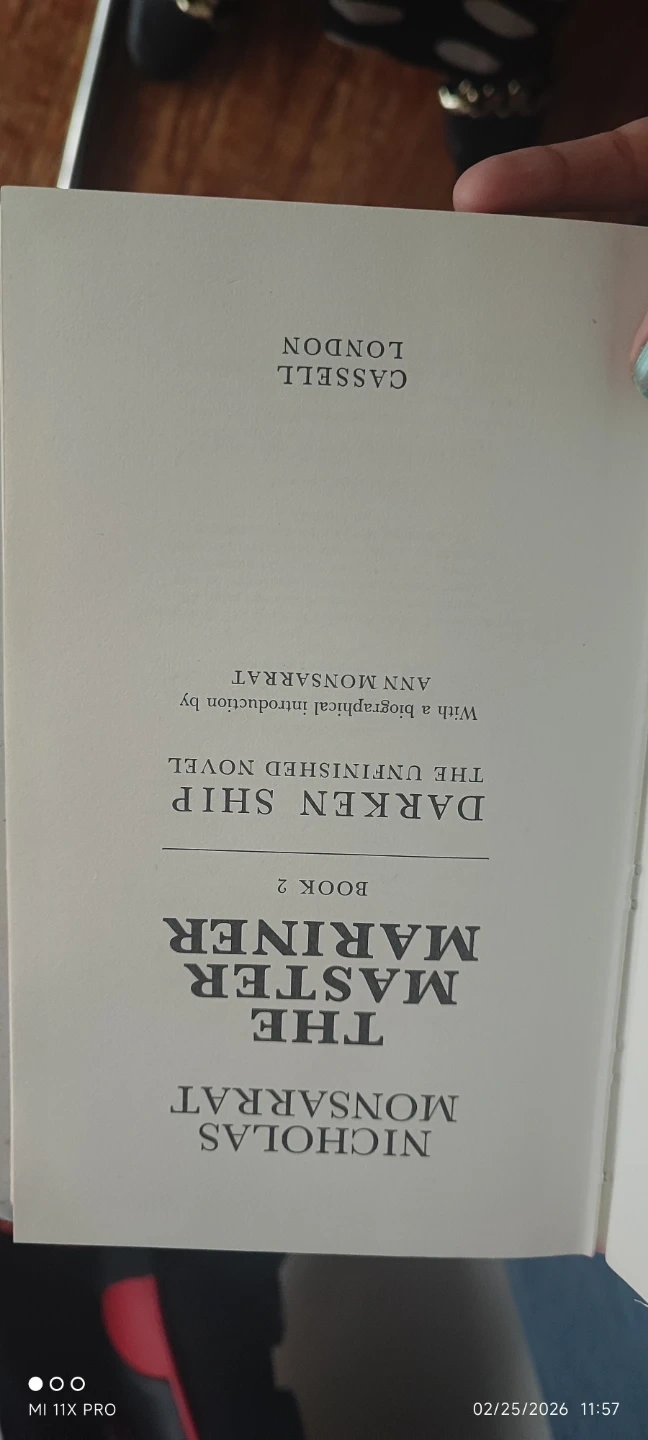 NICHOLAS
MONSARRAT
THE
MASTER
MARINER
BOOK 2
DARKEN SHIP
THE UNFINISHED NOVEL
With a biographical introduction by
ANN MONSARRAT
CASSELL
LONDON
MI 11X PRO
02/25/2026 11:57